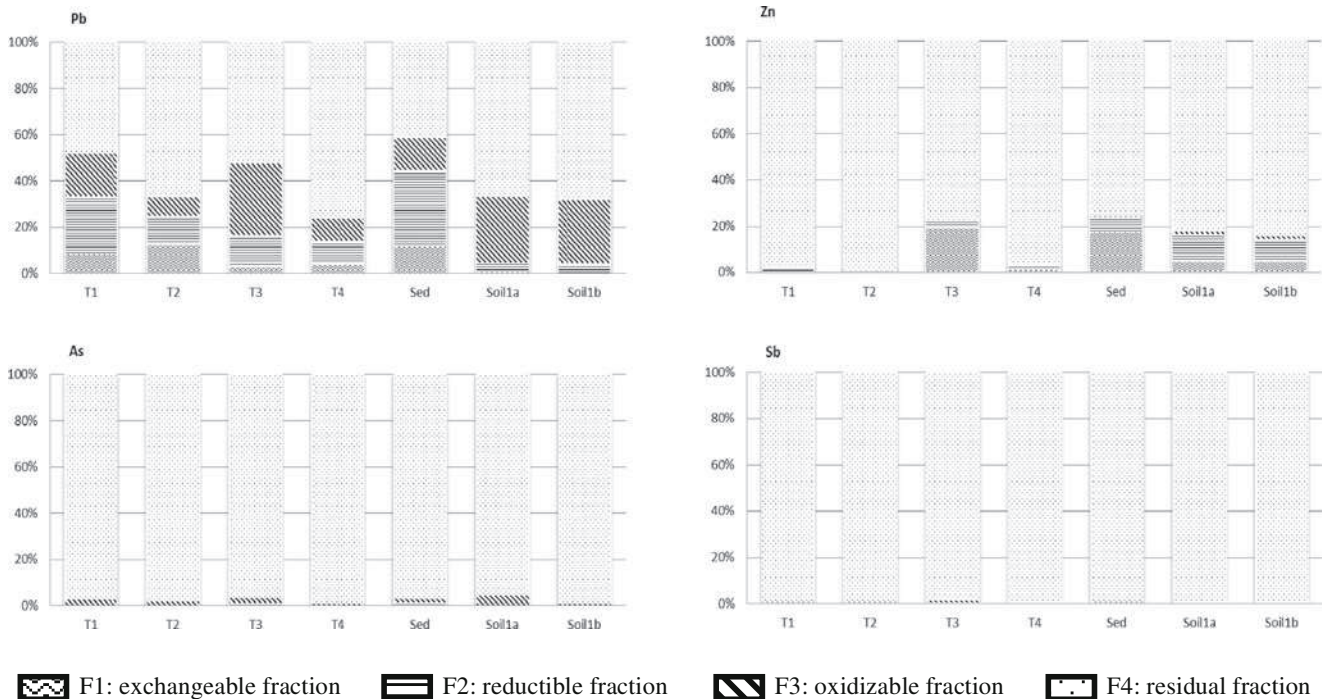 Pb
100%
80%
60%
40%
20%
0%
T1 T2 T3 T4 Sed Soil1a Soil1b
Zn
100%
80%
60%
40%
20%
0%
T1 T2 T3 T4 Sed Soil1a Soil1b
As
100%
80%
60%
40%
20%
0%
T1 T2 T3 T4 Sed Soil1a Soil1b
Sb
100%
80%
60%
40%
20%
0%
T1 T2 T3 T4 Sed Soil1a Soil1b
F1: exchangeable fraction F2: reductible fraction F3: oxidizable fraction F4: residual fraction